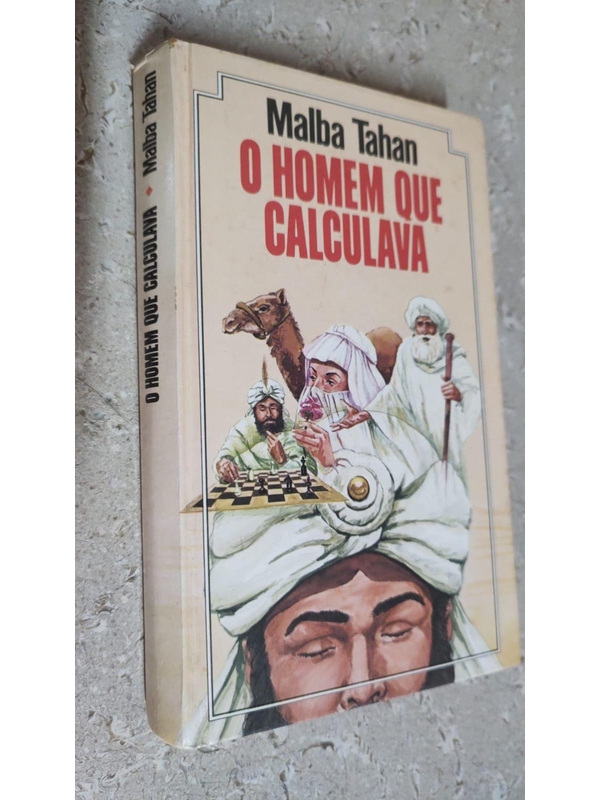 Malba Tahan
O HOMEM QUE
CALCULAVA
O HOMEM QUE CALCULAVA • Malba Tahan